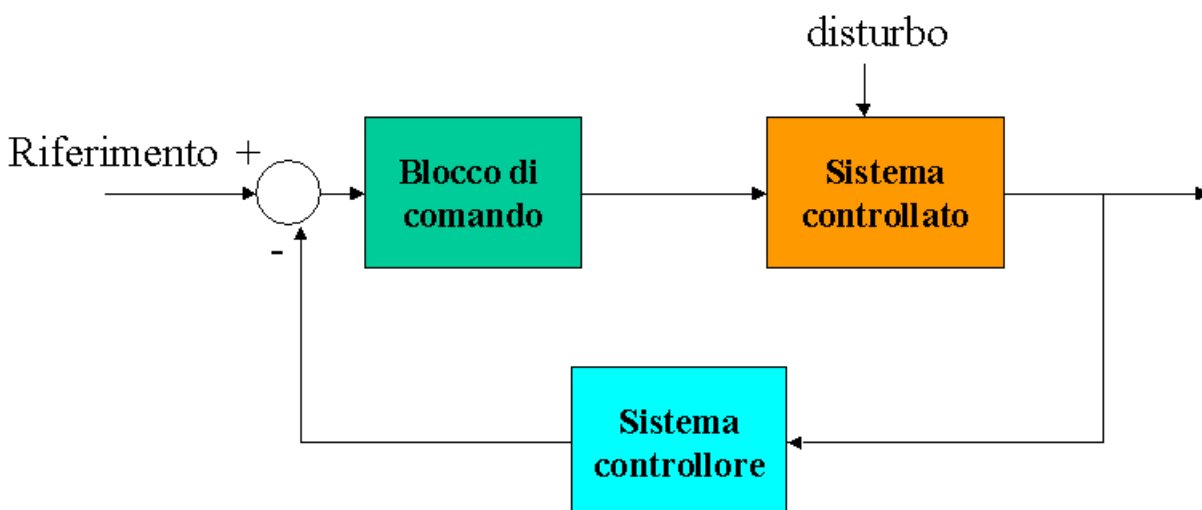 disturbo
Riferimento +
Blocco di
comando
Sistema
controllato
-
Sistema
controllore